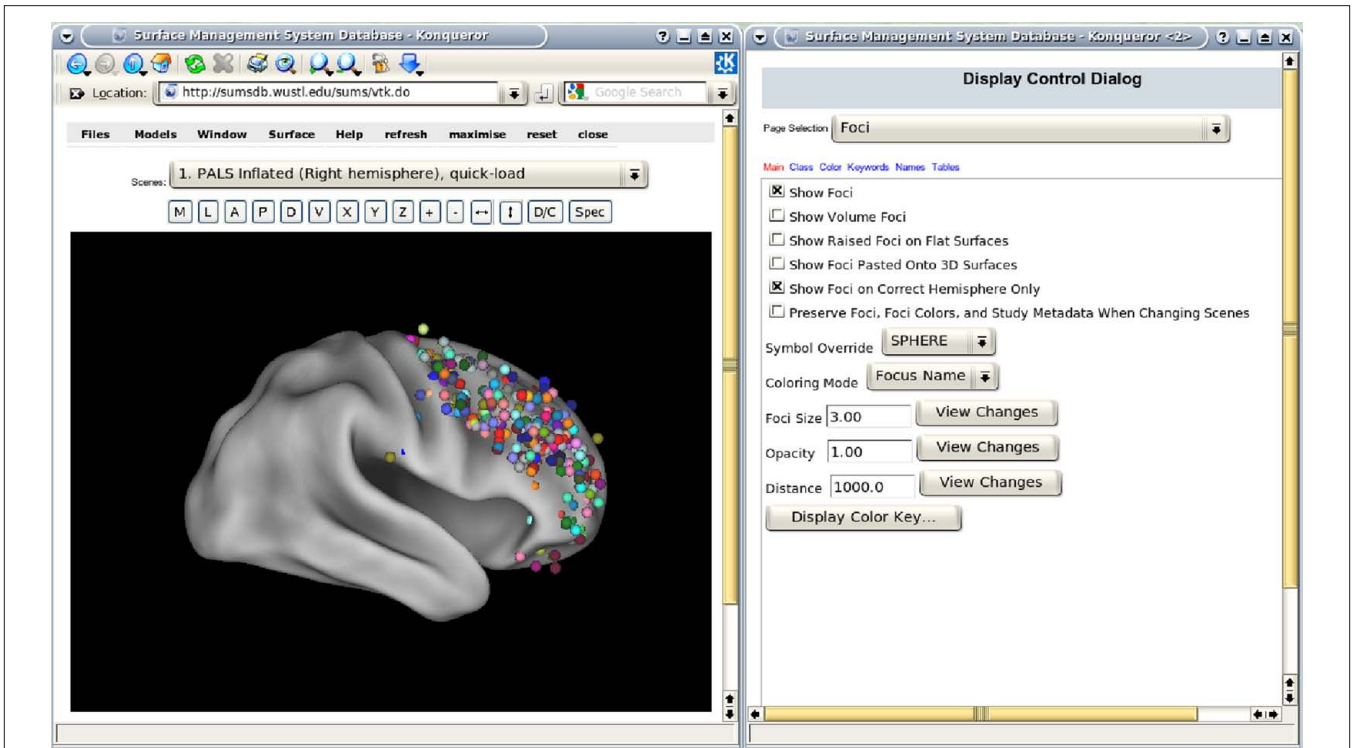 Surface Management System Database - Konqueror
Location: http://sumsdb.wustl.edu/sums/vtk.do Google Search
Files Models Window Surface Help refresh maximise reset close
Scenes: 1. PALS Inflated (Right hemisphere), quick-load
M L A P D V X Y Z + - ↔ ↕ D/C Spec
Surface Management System Database - Konqueror <2>
Display Control Dialog
Page Selection Foci
Main Class Color Keywords Names Tables
Show Foci
Show Volume Foci
Show Raised Foci on Flat Surfaces
Show Foci Pasted Onto 3D Surfaces
Show Foci on Correct Hemisphere Only
Preserve Foci, Foci Colors, and Study Metadata When Changing Scenes
Symbol Override SPHERE
Coloring Mode Focus Name
Foci Size 3.00 View Changes
Opacity 1.00 View Changes
Distance 1000.0 View Changes
Display Color Key...